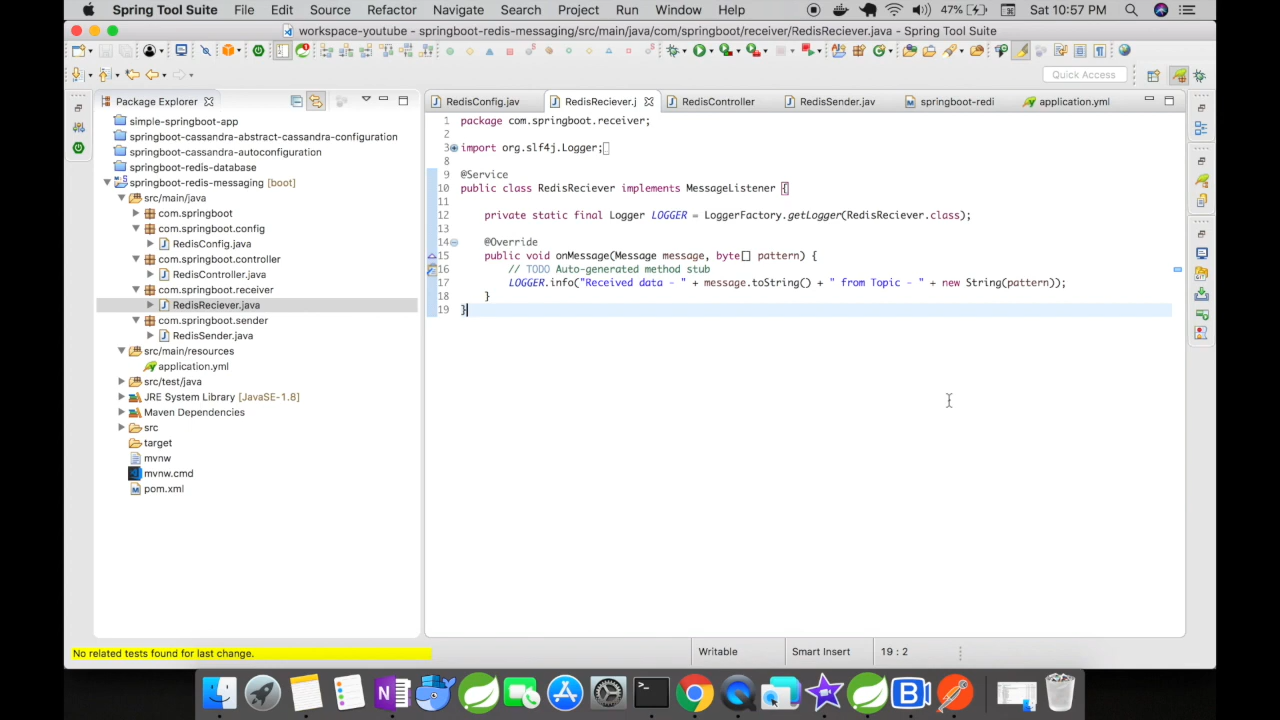 Spring Tool Suite File Edit Source Refactor Navigate Search Project Run Window Help 47% Sat 10:57 PM
workspace-youtube - springboot-redis-messaging/src/main/java/com/springboot/receiver/RedisReciever.java - Spring Tool Suite
Quick Access
Package Explorer
simple-springboot-app
springboot-cassandra-abstract-cassandra-configuration
springboot-cassandra-autoconfiguration
springboot-redis-database
springboot-redis-messaging [boot]
src/main/java
com.springboot
com.springboot.config
RedisConfig.java
com.springboot.controller
RedisController.java
com.springboot.receiver
RedisReciever.java
com.springboot.sender
RedisSender.java
src/main/resources
application.yml
src/test/java
JRE System Library [JavaSE-1.8]
Maven Dependencies
src
target
mvnw
mvnw.cmd
pom.xml
RedisConfig.jav RedisReciever.j RedisController RedisSender.jav springboot-redi application.yml
1 package com.springboot.receiver;
2
3 import org.slf4j.Logger;
8
9 @Service
10 public class RedisReciever implements MessageListener {
11
12 private static final Logger LOGGER = LoggerFactory.getLogger(RedisReciever.class);
13
14 @Override
15 public void onMessage(Message message, byte[] pattern) {
16 // TODO Auto-generated method stub
17 LOGGER.info("Received data - " + message.toString() + " from Topic - " + new String(pattern));
18 }
19 }
No related tests found for last change. Writable Smart Insert 19 : 2